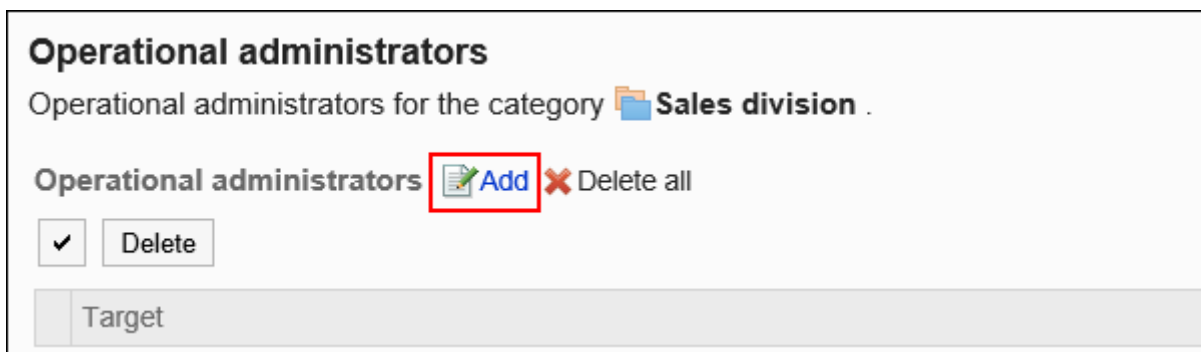 Operational administrators
Operational administrators for the category Sales division .
Operational administrators Add Delete all
Delete
Target